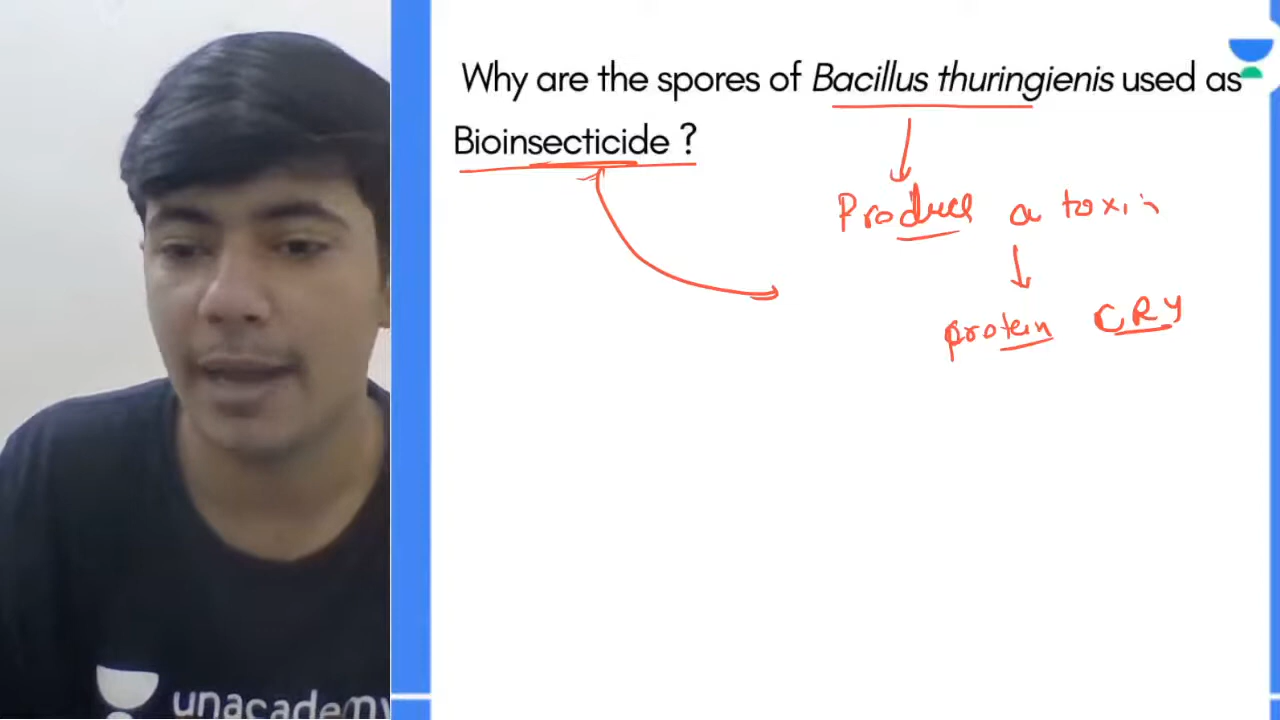 Why are the spores of Bacillus thuringienis used as
Bioinsecticide ?
Produce a toxin
protein CRY
unacademy